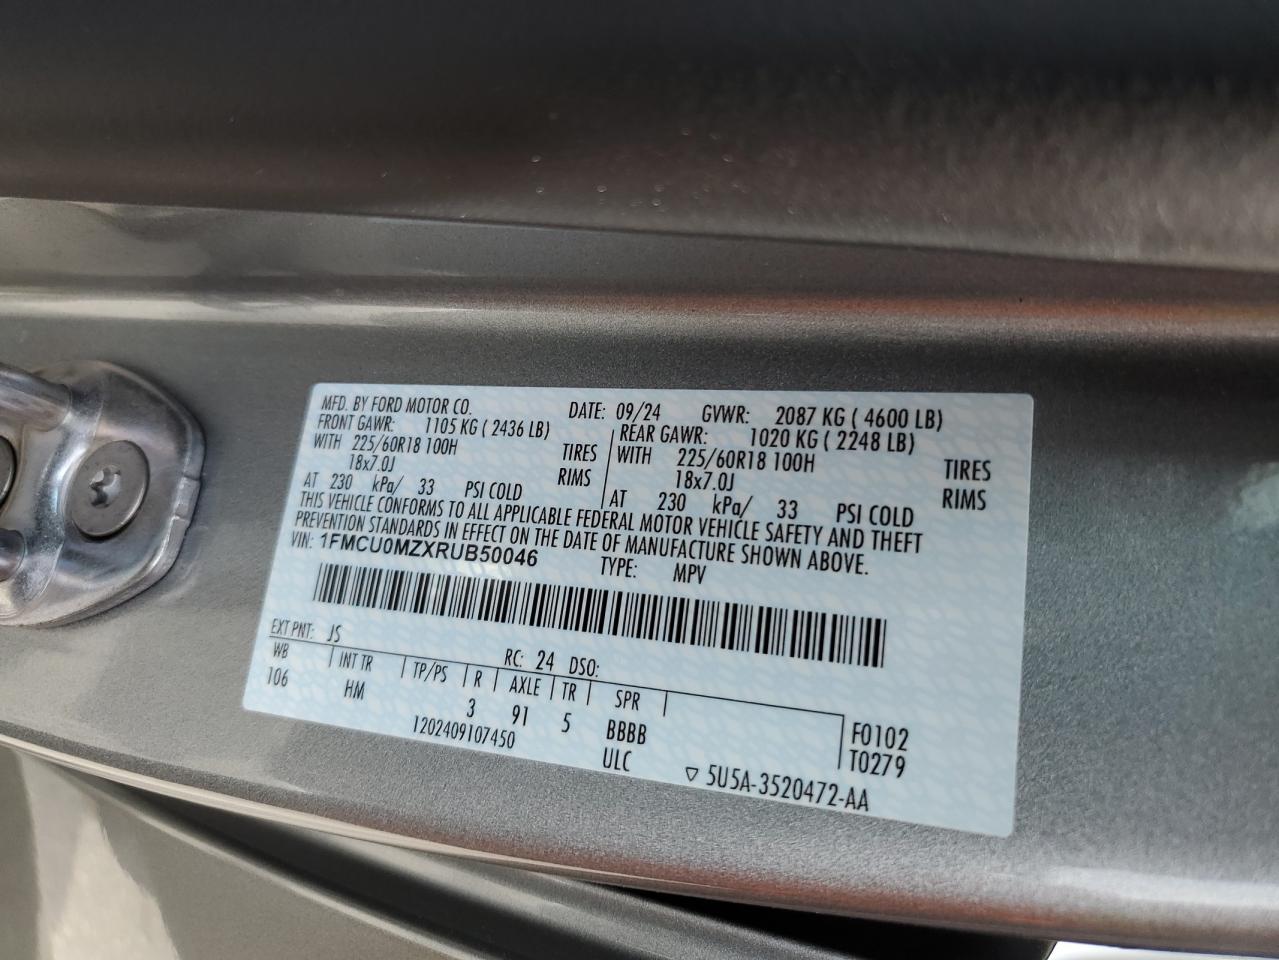 MFD. BY FORD MOTOR CO. DATE: 09/24 GVWR: 2087 KG ( 4600 LB)
FRONT GAWR: 1105 KG ( 2436 LB) REAR GAWR: 1020 KG ( 2248 LB)
WITH 225/60R18 100H TIRES WITH 225/60R18 100H TIRES
18x7.0J RIMS 18x7.0J RIMS
AT 230 kPa/ 33 PSI COLD AT 230 kPa/ 33 PSI COLD
THIS VEHICLE CONFORMS TO ALL APPLICABLE FEDERAL MOTOR VEHICLE SAFETY AND THEFT
PREVENTION STANDARDS IN EFFECT ON THE DATE OF MANUFACTURE SHOWN ABOVE.
VIN: 1FMCU0MZXRUB50046 TYPE: MPV
EXT PNT: JS RC: 24 DSO:
WB INT TR TP/PS R AXLE TR SPR
106 HM 3 91 5 BBBB F0102
1202409107450 ULC T0279
▽ 5U5A-3520472-AA